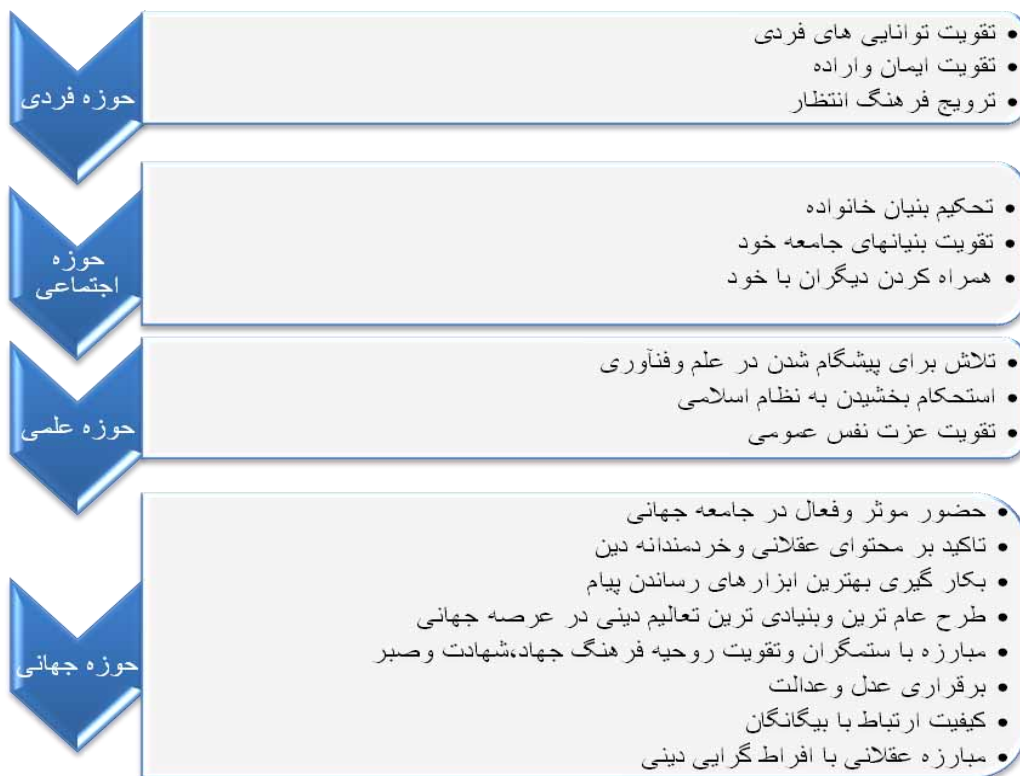 حوزه فردی
• تقویت توانایی های فردی
• تقویت ایمان واراده
• ترویج فرهنگ انتظار
حوزه
اجتماعی
• تحکیم بنیان خانواده
• تقویت بنیانهای جامعه خود
• همراه کردن دیگران با خود
حوزه علمی
• تلاش برای پیشگام شدن در علم وفنآوری
• استحکام بخشیدن به نظام اسلامی
• تقویت عزت نفس عمومی
حوزه جهانی
• حضور موثر وفعال در جامعه جهانی
• تاکید بر محتوای عقلانی وخردمندانه دین
• بکار گیری بهترین ابزارهای رساندن پیام
• طرح عام ترین وبنیادی ترین تعالیم دینی در عرصه جهانی
• مبارزه با ستمگران وتقویت روحیه فرهنگ جهاد،شهادت وصبر
• برقراری عدل وعدالت
• کیفیت ارتباط با بیگانگان
• مبارزه عقلانی با افراط گرایی دینی